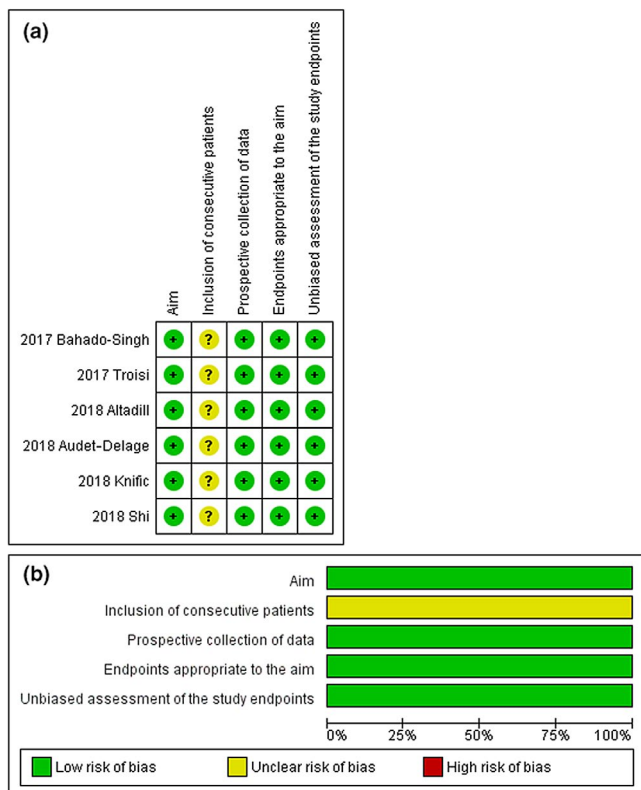 (a)
Aim
Inclusion of consecutive patients
Prospective collection of data
Endpoints appropriate to the aim
Unbiased assessment of the study endpoints
2017 Bahado-Singh + ? + + +
2017 Troisi + ? + + +
2018 Altadill + ? + + +
2018 Audet-Delage + ? + + +
2018 Knific + ? + + +
2018 Shi + ? + + +
(b)
Aim
Inclusion of consecutive patients
Prospective collection of data
Endpoints appropriate to the aim
Unbiased assessment of the study endpoints
0% 25% 50% 75% 100%
Low risk of bias Unclear risk of bias High risk of bias